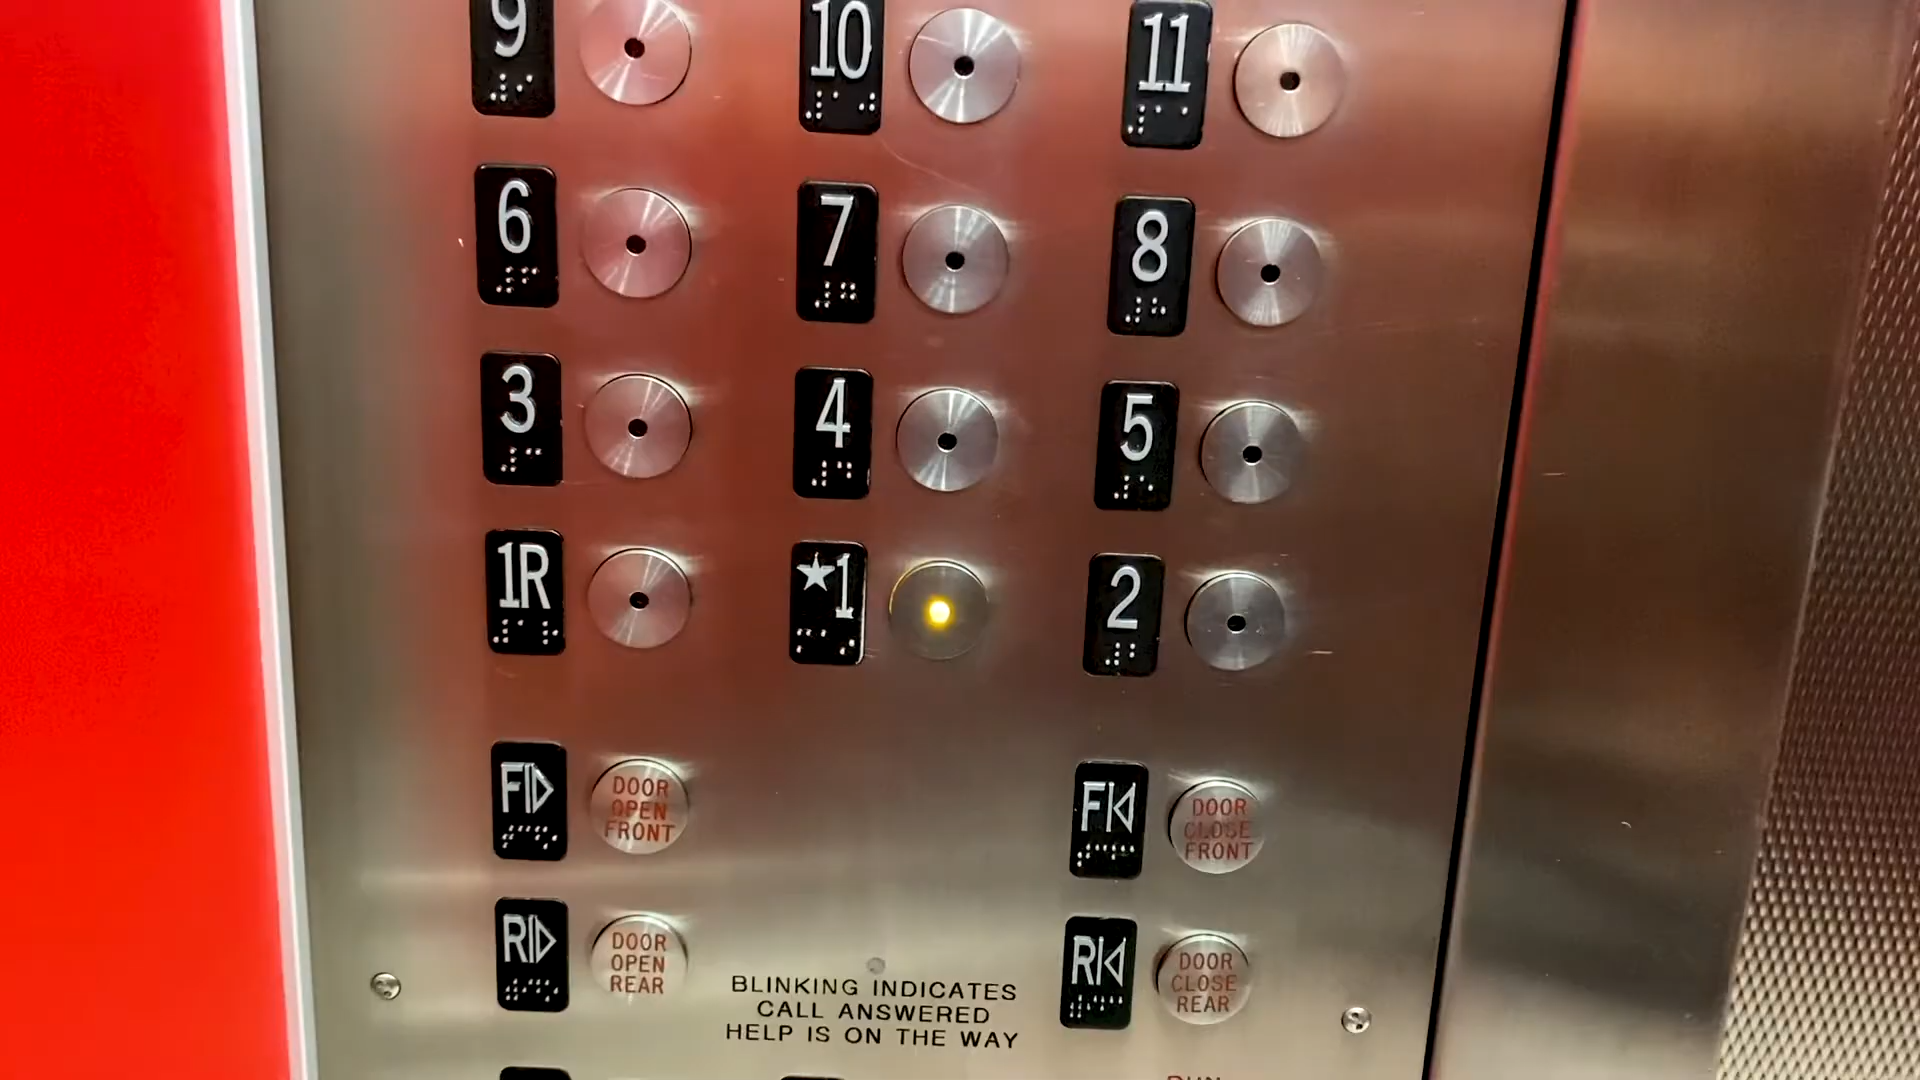 9 10 11
6 7 8
3 4 5
1R ★1 2
F DOOR OPEN FRONT
F DOOR CLOSE FRONT
R DOOR OPEN REAR
R DOOR CLOSE REAR
BLINKING INDICATES
CALL ANSWERED
HELP IS ON THE WAY